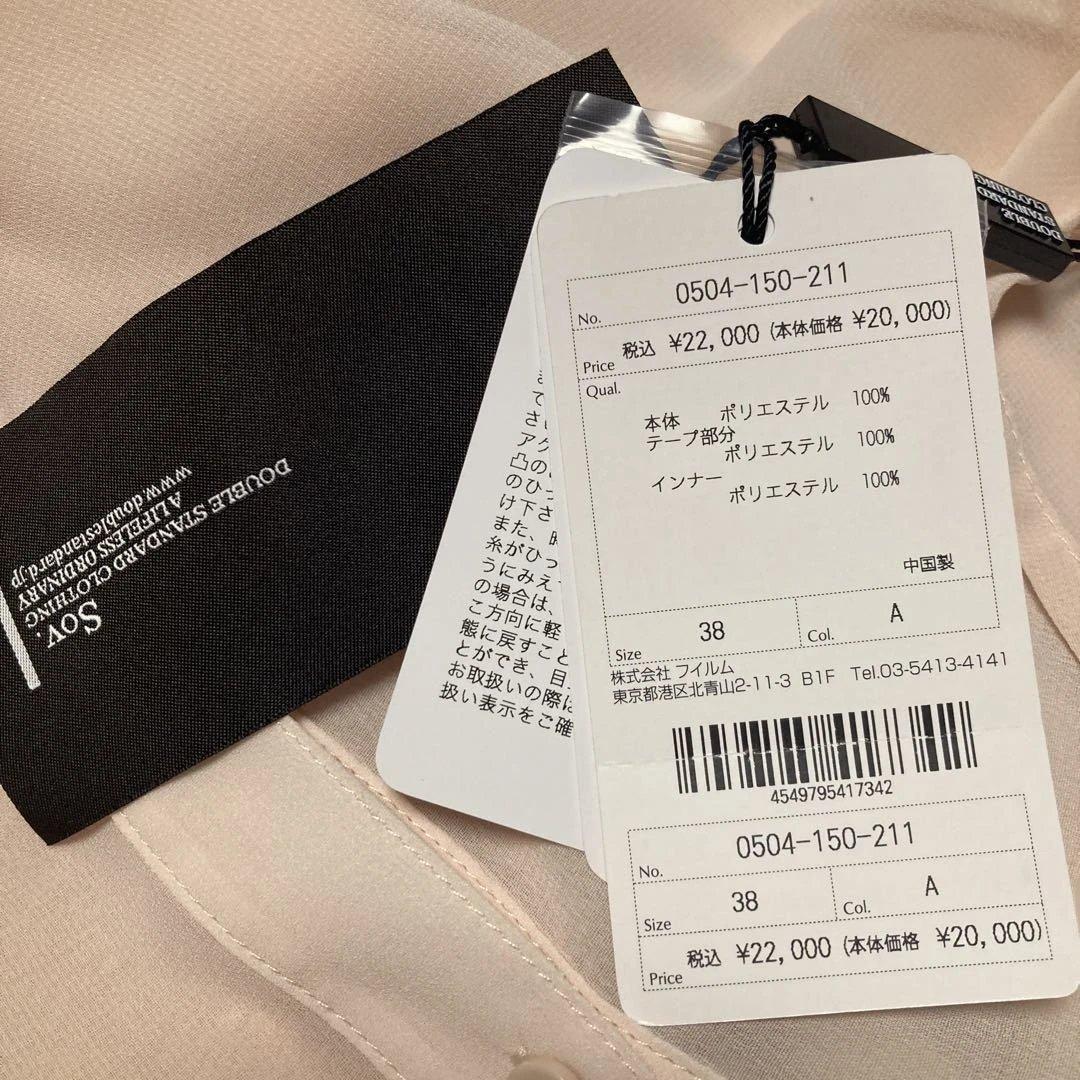 Sov.
DOUBLE STANDARD CLOTHING
A LIFELESS ORDINARY
www.doublestandard.jp
DOUBLE
STANDARD
CLOTHING
No. 0504-150-211
Price 税込 ¥22,000 (本体価格 ¥20,000)
Qual.
本体 ポリエステル 100%
テープ部分
ポリエステル 100%
インナー
ポリエステル 100%
中国製
Size 38 Col. A
株式会社 フイルム
東京都港区北青山2-11-3 B1F Tel.03-5413-4141
4549795417342
No. 0504-150-211
Size 38 Col. A
Price 税込 ¥22,000 (本体価格 ¥20,000)
さい
アク
凸の
のひっ
け下さ
また、
糸がひっ
うにみえ
の場合は、
こ方向に軽
態に戻すこと
とができ、目
お取扱いの際は
扱い表示をご確